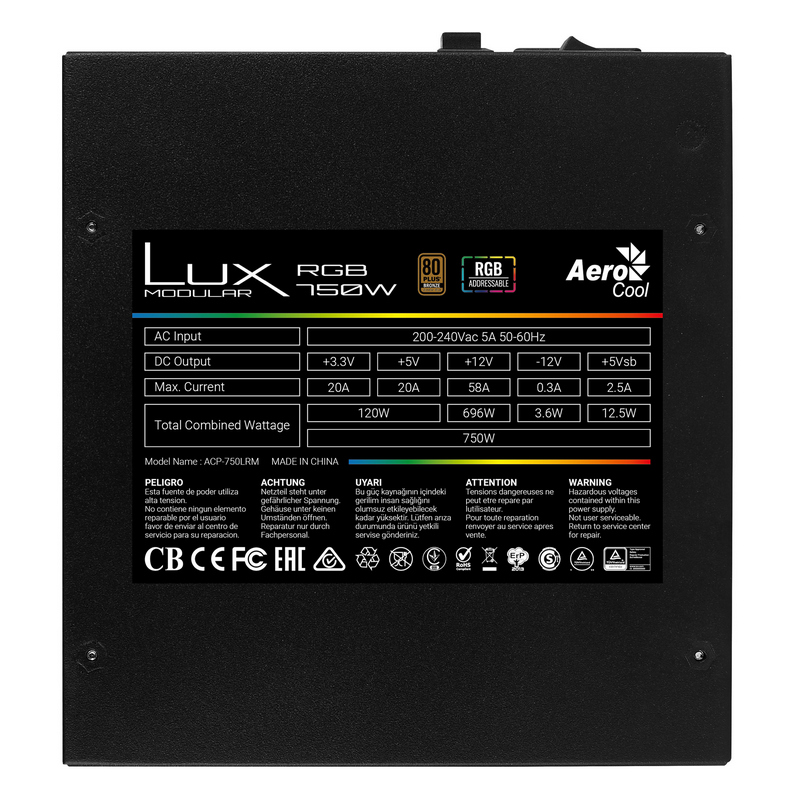 LUX RGB
MODULAR 750W
80 PLUS BRONZE
RGB ADDRESSABLE
Aero Cool
AC Input 200-240Vac 5A 50-60Hz
DC Output +3.3V +5V +12V -12V +5Vsb
Max. Current 20A 20A 58A 0.3A 2.5A
Total Combined Wattage 120W 696W 3.6W 12.5W
750W
Model Name : ACP-750LRM MADE IN CHINA
PELIGRO
Esta fuente de poder utiliza
alta tension.
No contiene ningun elemento
reparable por el usuario
favor de enviar al centro de
servicio para su reparacion.
ACHTUNG
Netzteil steht unter
gefährlicher Spannung.
Gehäuse unter keinen
Umständen öffnen.
Reparatur nur durch
Fachpersonal.
UYARI
Bu güç kaynağının içindeki
gerilim insan sağlığını
olumsuz etkileyebilecek
kadar yüksektir. Lütfen arıza
durumunda ürünü yetkili
servise gönderiniz.
ATTENTION
Tensions dangereuses ne
peut etre repare par
lutilisateur.
Pour toute reparation
envoyer au service apres
vente.
WARNING
Hazardous voltages
contained within this
power supply.
Not user serviceable.
Return to service center
for repair.
CB CE FC EAC RoHS Compliant ErP 2013